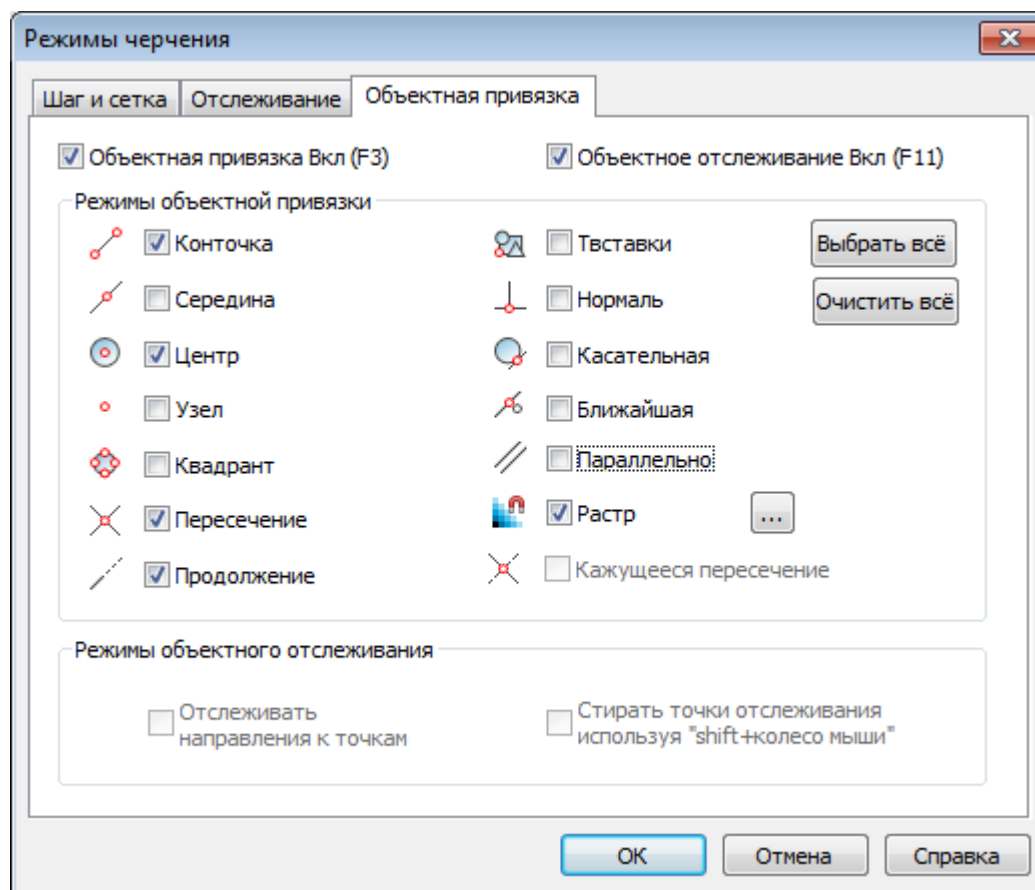 Режимы черчения
Шаг и сетка Отслеживание Объектная привязка
Объектная привязка Вкл (F3) Объектное отслеживание Вкл (F11)
Режимы объектной привязки
Конточка Твставки Выбрать всё
Середина Нормаль Очистить всё
Центр Касательная
Узел Ближайшая
Квадрант Параллельно
Пересечение Растр ...
Продолжение Кажущееся пересечение
Режимы объектного отслеживания
Отслеживать Стирать точки отслеживания
направления к точкам используя "shift+колесо мыши"
ОК Отмена Справка